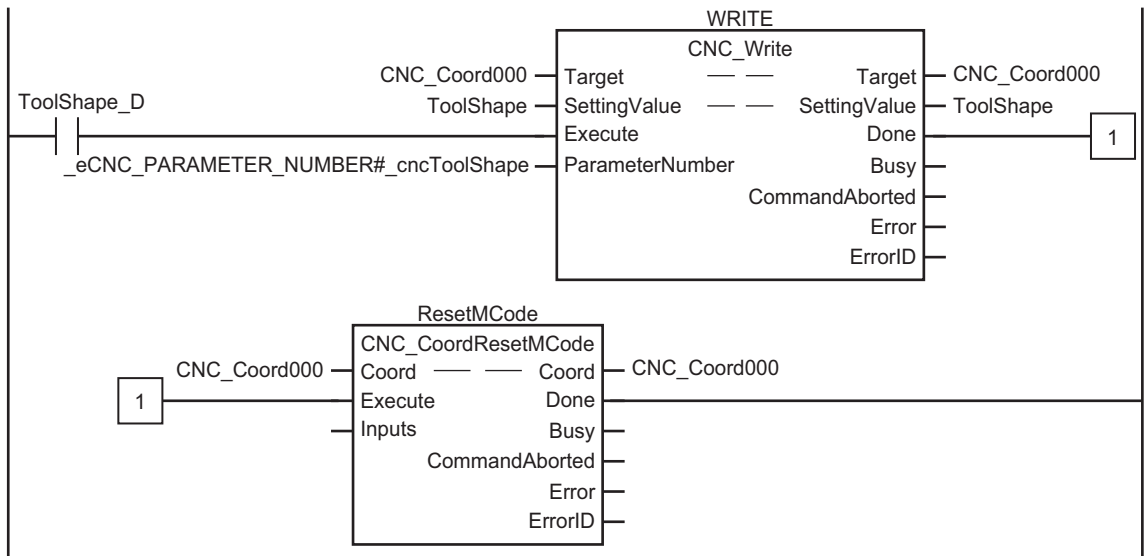 WRITE
CNC_Write
CNC_Coord000 Target Target CNC_Coord000
ToolShape_D
ToolShape SettingValue SettingValue ToolShape
Execute Done 1
_eCNC_PARAMETER_NUMBER#_cncToolShape ParameterNumber Busy
CommandAborted
Error
ErrorID
ResetMCode
CNC_CoordResetMCode
CNC_Coord000 Coord Coord CNC_Coord000
1 Execute Done
Inputs Busy
CommandAborted
Error
ErrorID